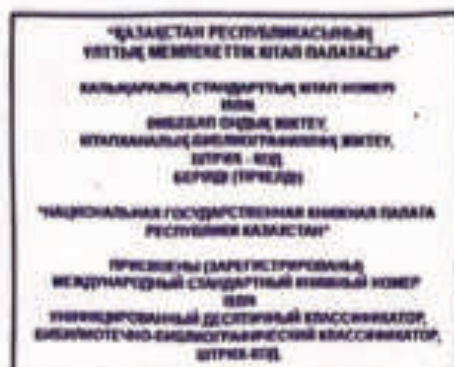 "ҚАЗАҚСТАН РЕСПУБЛИКАСЫНЫҢ
ҰЛТТЫҚ МЕМЛЕКЕТТІК КІТАП ПАЛАТАСЫ"
ХАЛЫҚАРАЛЫҚ СТАНДАРТТЫҚ КІТАП НОМЕРІ
ISBN
ӘМБЕБАП ОНДЫҚ ЖІКТЕУ,
КІТАПХАНАЛЫҚ-БИБЛИОГРАФИЯЛЫҚ ЖІКТЕУ,
ШТРИХ - КОД
БЕРІЛДІ (ТІРКЕЛДІ)
"НАЦИОНАЛЬНАЯ ГОСУДАРСТВЕННАЯ КНИЖНАЯ ПАЛАТА
РЕСПУБЛИКИ КАЗАХСТАН"
ПРИСВОЕНЫ (ЗАРЕГИСТРИРОВАНЫ)
МЕЖДУНАРОДНЫЙ СТАНДАРТНЫЙ КНИЖНЫЙ НОМЕР
ISBN
УНИФИЦИРОВАННЫЙ ДЕСЯТИЧНЫЙ КЛАССИФИКАТОР,
БИБЛИОТЕЧНО-БИБЛИОГРАФИЧЕСКИЙ КЛАССИФИКАТОР,
ШТРИХ-КОД